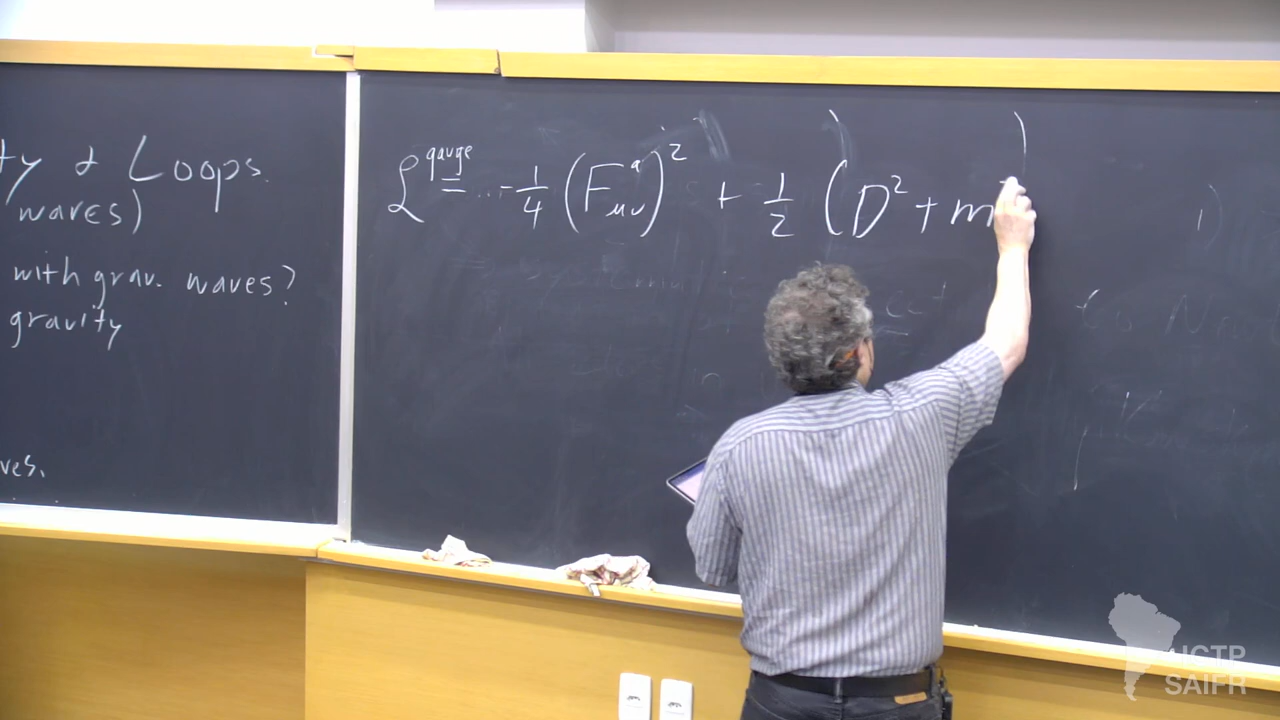 ty & Loops.
waves)
with grav. waves?
gravity
ves.
ℒ^gauge = -1/4 (F^a_μν)^2 + 1/2 (D^2 + m
ICTP
SAIFR